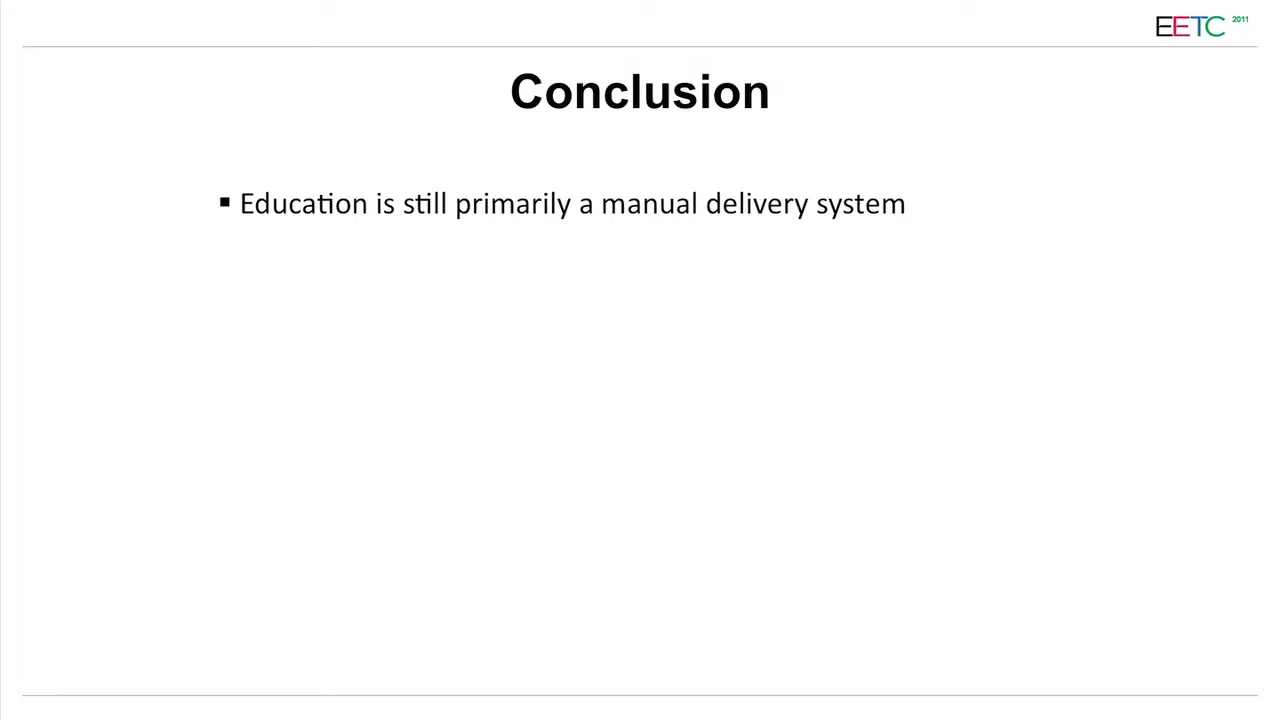 EETC 2011
Conclusion
▪ Education is still primarily a manual delivery system